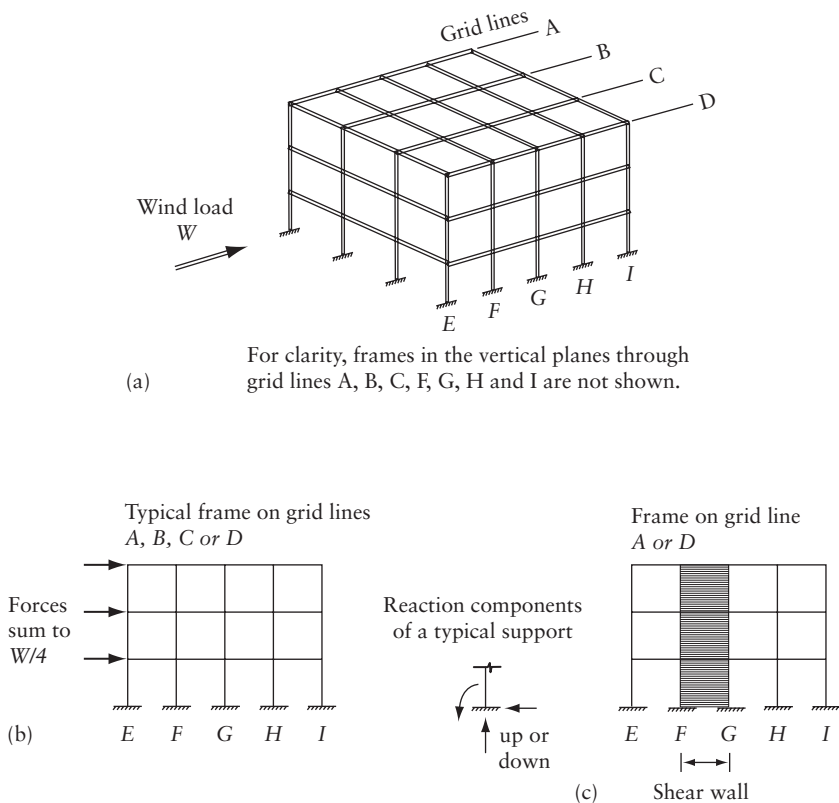 Grid lines
A
B
C
D
Wind load
W
E
F
G
H
I
(a)
For clarity, frames in the vertical planes through
grid lines A, B, C, F, G, H and I are not shown.
Typical frame on grid lines
A, B, C or D
Forces
sum to
W/4
(b)
E F G H I
Reaction components
of a typical support
up or
down
Frame on grid line
A or D
E F G H I
(c)
Shear wall